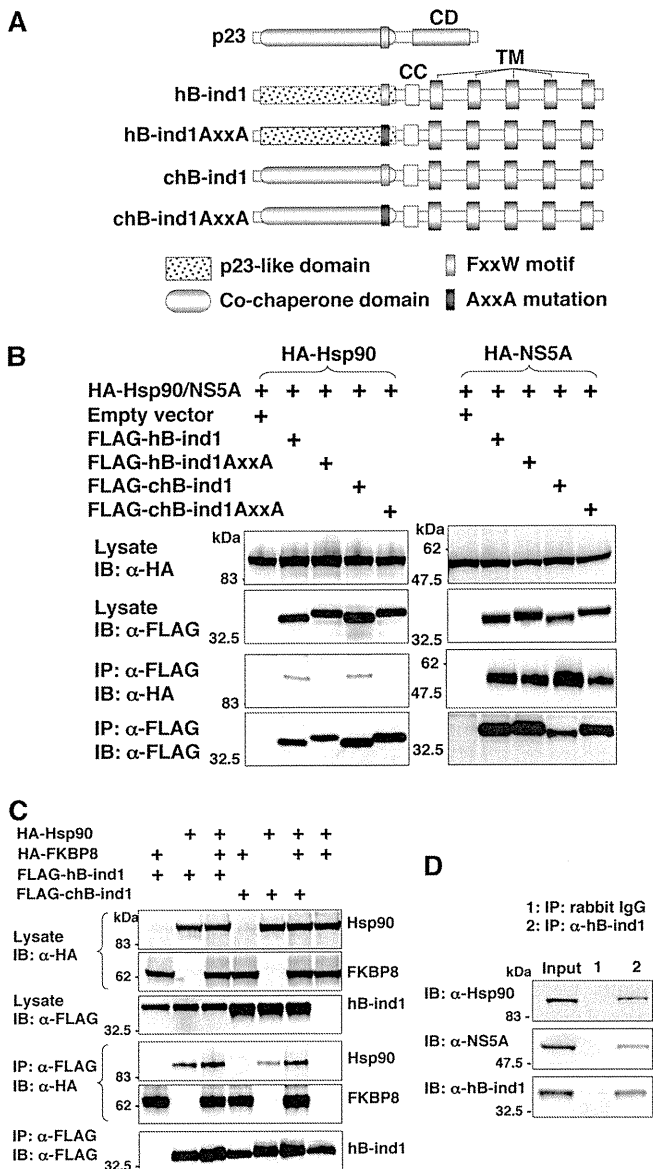 A
CD
p23
TM
CC
hB-ind1
hB-ind1AxxA
chB-ind1
chB-ind1AxxA
p23-like domain
FxxW motif
Co-chaperone domain
AxxA mutation
B
HA-Hsp90
HA-NS5A
HA-Hsp90/NS5A + + + + + + + + + +
Empty vector + +
FLAG-hB-ind1 + +
FLAG-hB-ind1AxxA + +
FLAG-chB-ind1 + +
FLAG-chB-ind1AxxA + +
kDa
kDa
Lysate
IB: α-HA
83
62
47.5
Lysate
IB: α-FLAG
32.5
32.5
IP: α-FLAG
IB: α-HA
83
62
47.5
IP: α-FLAG
IB: α-FLAG
32.5
32.5
C
HA-Hsp90 + + + + +
HA-FKBP8 + + + + +
FLAG-hB-ind1 + + +
FLAG-chB-ind1 + + +
kDa
Lysate
IB: α-HA
83
Hsp90
62
FKBP8
Lysate
IB: α-FLAG
32.5
hB-ind1
IP: α-FLAG
IB: α-HA
83
Hsp90
62
FKBP8
IP: α-FLAG
IB: α-FLAG
32.5
hB-ind1
D
1: IP: rabbit IgG
2: IP: α-hB-ind1
kDa Input 1 2
IB: α-Hsp90
83 -
IB: α-NS5A
47.5 -
IB: α-hB-ind1
32.5 -